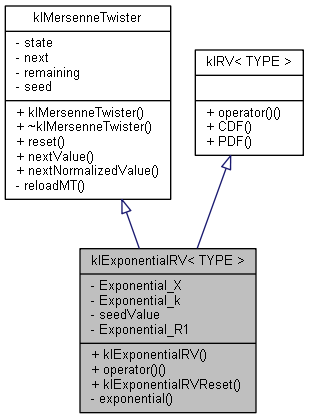 klMersenneTwister
- state
- next
- remaining
- seed
+ klMersenneTwister()
+ ~klMersenneTwister()
+ reset()
+ nextValue()
+ nextNormalizedValue()
- reloadMT()
klRV< TYPE >
+ operator()()
+ CDF()
+ PDF()
klExponentialRV< TYPE >
- Exponential_X
- Exponential_k
- seedValue
- Exponential_R1
+ klExponentialRV()
+ operator()()
+ klExponentialRVReset()
- exponential()